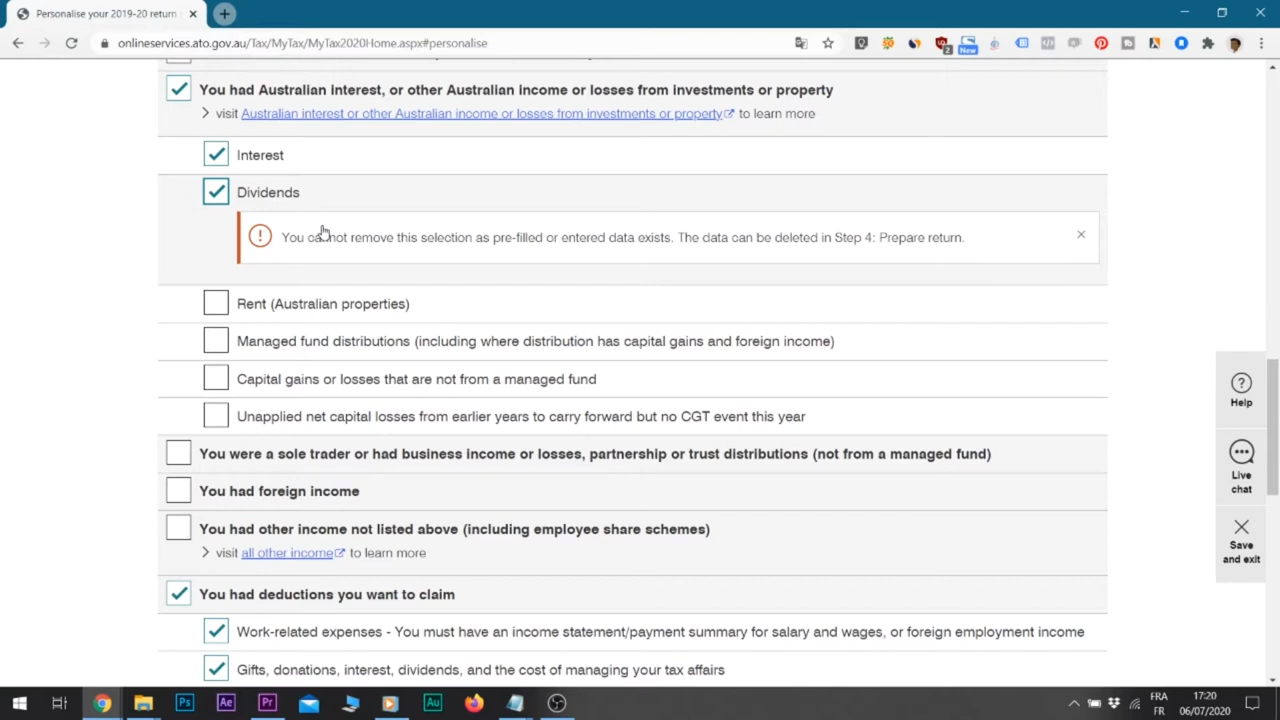 Personalise your 2019-20 return
onlineservices.ato.gov.au/Tax/MyTax/MyTax2020Home.aspx#personalise
2
New
You had Australian interest, or other Australian income or losses from investments or property
visit Australian interest or other Australian income or losses from investments or property to learn more
Interest
Dividends
You cannot remove this selection as pre-filled or entered data exists. The data can be deleted in Step 4: Prepare return.
Rent (Australian properties)
Managed fund distributions (including where distribution has capital gains and foreign income)
Capital gains or losses that are not from a managed fund
Unapplied net capital losses from earlier years to carry forward but no CGT event this year
You were a sole trader or had business income or losses, partnership or trust distributions (not from a managed fund)
You had foreign income
You had other income not listed above (including employee share schemes)
visit all other income to learn more
You had deductions you want to claim
Work-related expenses - You must have an income statement/payment summary for salary and wages, or foreign employment income
Gifts, donations, interest, dividends, and the cost of managing your tax affairs
Help
Live
chat
Save
and exit
Ps
Ae
Pr
Au
FRA
FR
17:20
06/07/2020